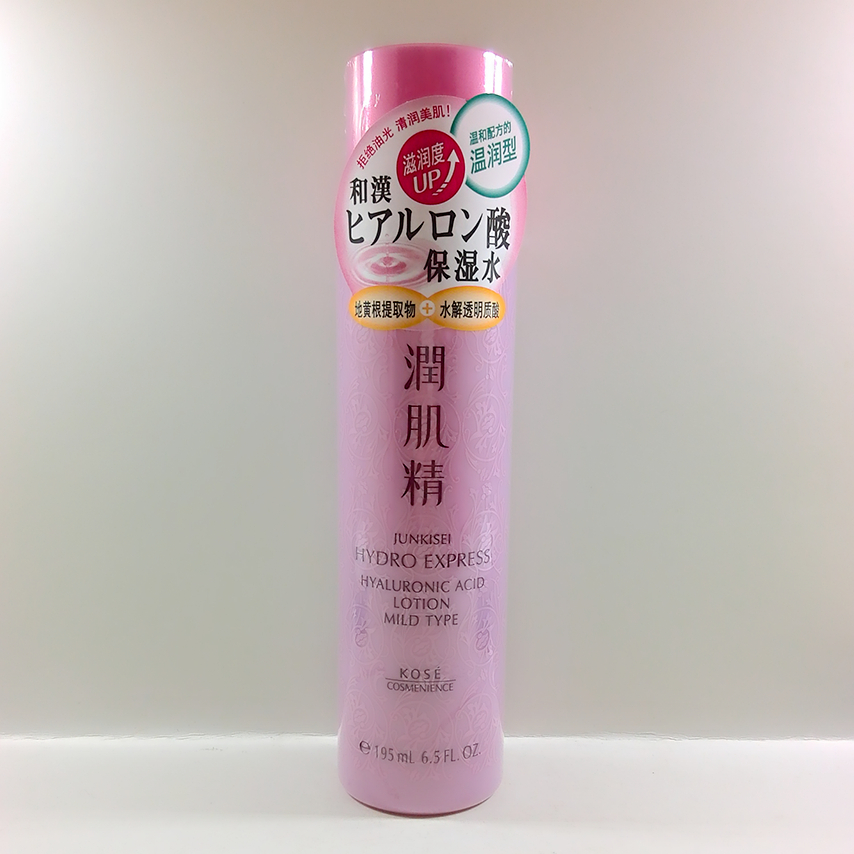 拒绝油光 清润美肌!
滋润度
UP
温和配方的
温润型
和漢
ヒアルロン酸
保湿水
地黄根提取物 + 水解透明质酸
潤
肌
精
JUNKISEI
HYDRO EXPRESS
HYALURONIC ACID
LOTION
MILD TYPE
KOSÉ
COSMENIENCE
℮ 195 mL 6.5 FL. OZ.